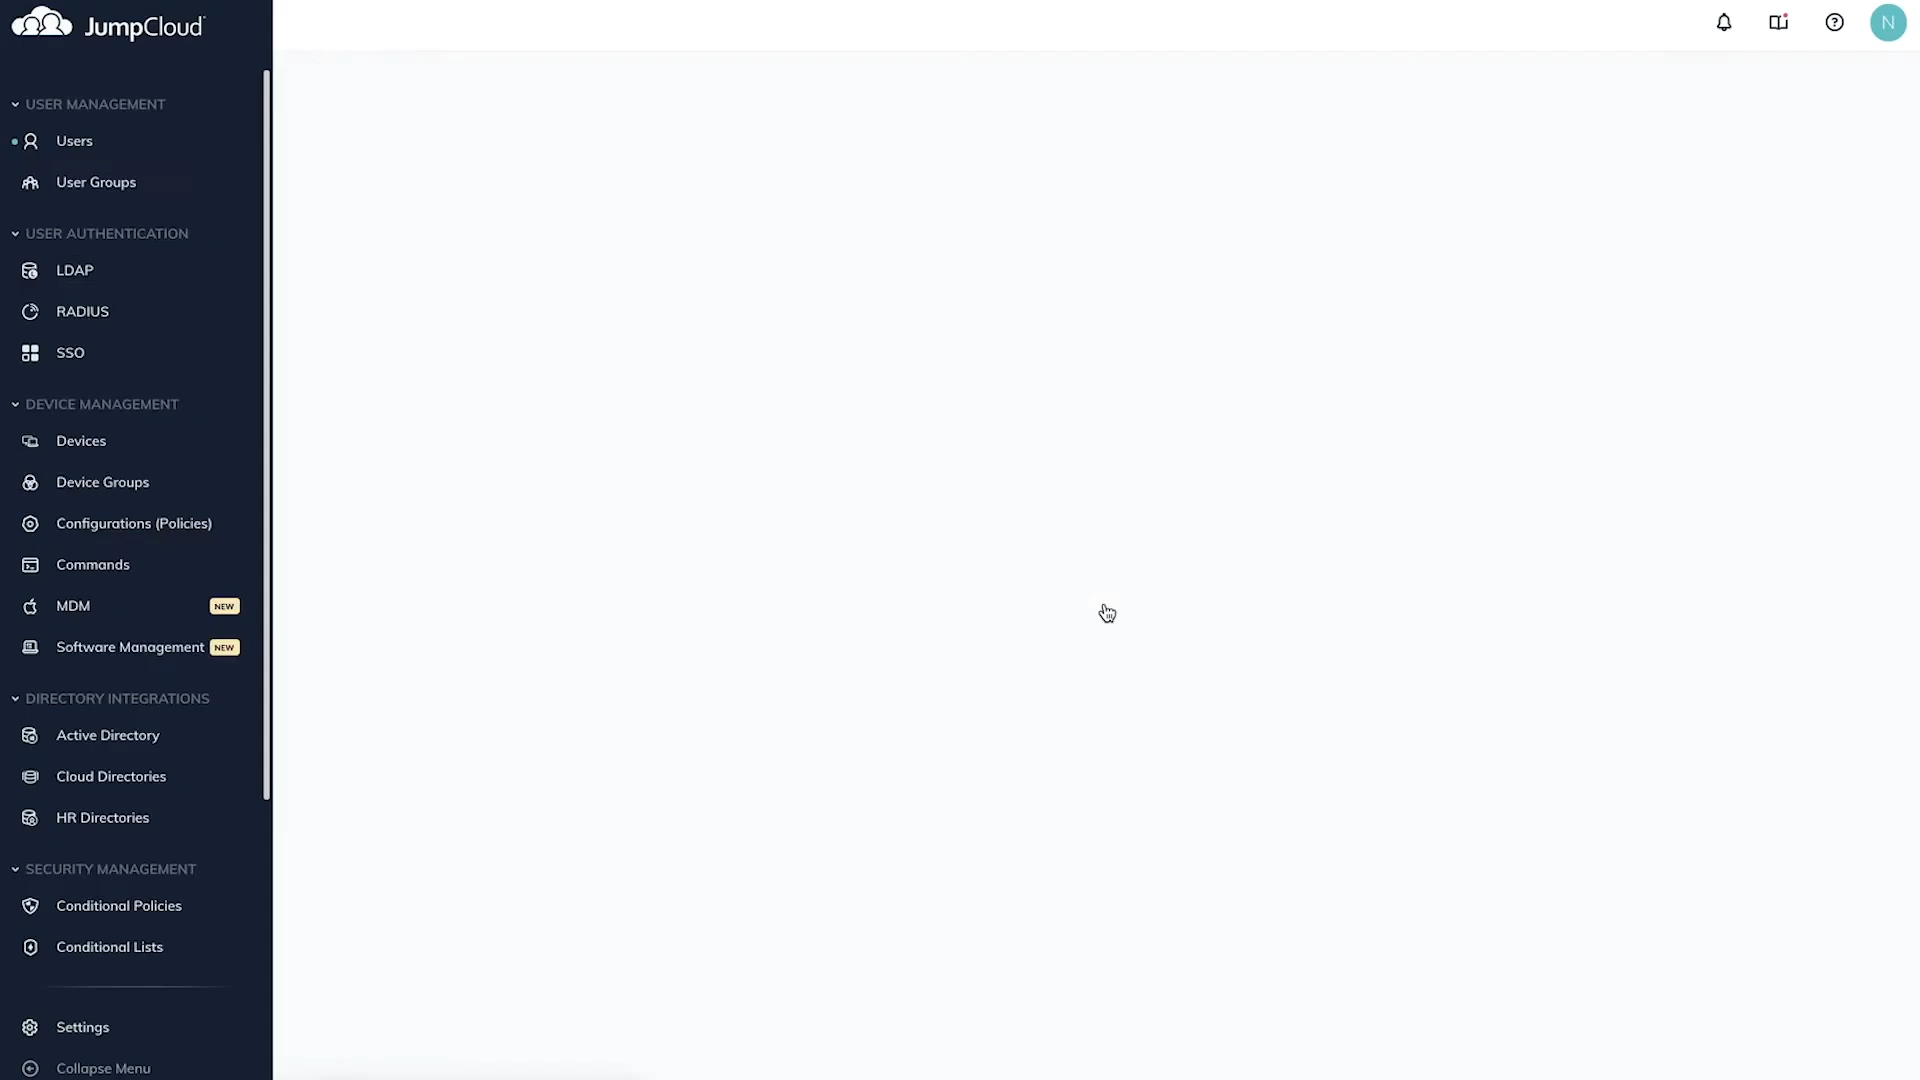 JumpCloud
N
USER MANAGEMENT
Users
User Groups
USER AUTHENTICATION
LDAP
RADIUS
SSO
DEVICE MANAGEMENT
Devices
Device Groups
Configurations (Policies)
Commands
MDM NEW
Software Management NEW
DIRECTORY INTEGRATIONS
Active Directory
Cloud Directories
HR Directories
SECURITY MANAGEMENT
Conditional Policies
Conditional Lists
Settings
Collapse Menu